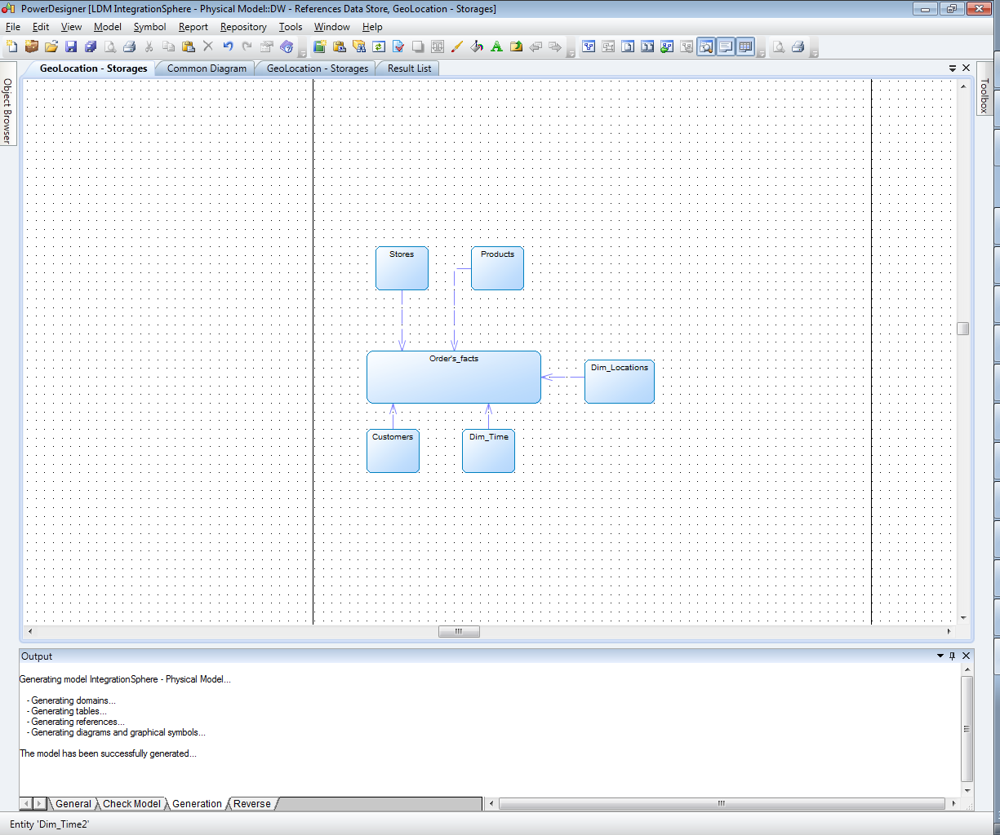 PowerDesigner [LDM IntegrationSphere - Physical Model::DW - References Data Store, GeoLocation - Storages]
File Edit View Model Symbol Report Repository Tools Window Help
GeoLocation - Storages Common Diagram GeoLocation - Storages Result List
Object Browser
Toolbox
Stores
Products
Order's_facts
Dim_Locations
Customers
Dim_Time
Output
Generating model IntegrationSphere - Physical Model...
- Generating domains...
- Generating tables...
- Generating references...
- Generating diagrams and graphical symbols...
The model has been successfully generated...
General Check Model Generation Reverse
Entity 'Dim_Time2'